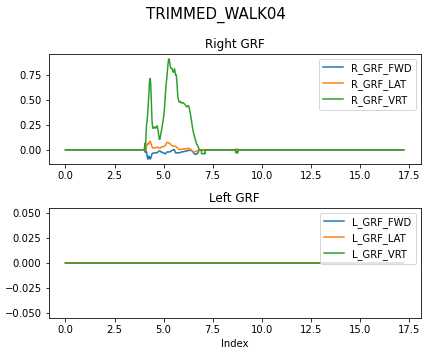 TRIMMED_WALK04
Right GRF
R_GRF_FWD
R_GRF_LAT
R_GRF_VRT
0.75
0.50
0.25
0.00
0.0 2.5 5.0 7.5 10.0 12.5 15.0 17.5
Left GRF
L_GRF_FWD
L_GRF_LAT
L_GRF_VRT
0.050
0.025
0.000
−0.025
−0.050
0.0 2.5 5.0 7.5 10.0 12.5 15.0 17.5
Index